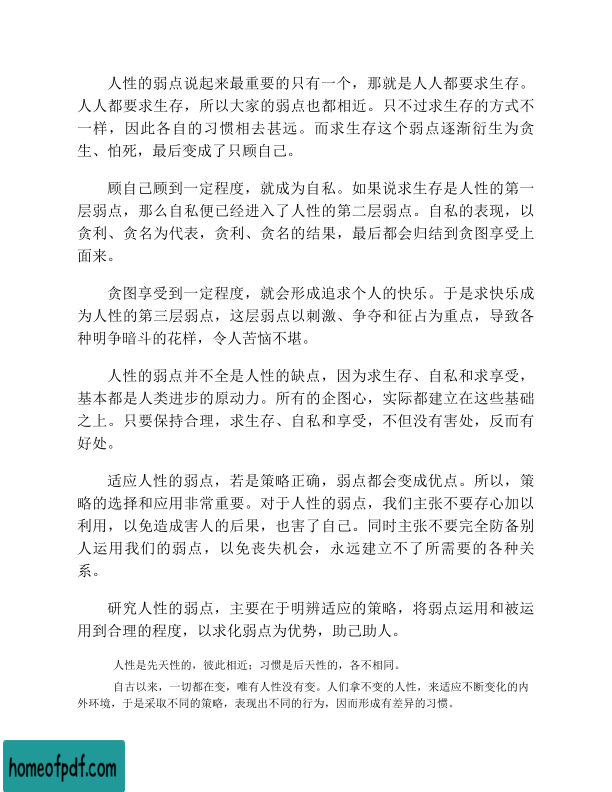 人性的弱点说起来最重要的只有一个，那就是人人都要求生存。
人人都要求生存，所以大家的弱点也都相近。只不过求生存的方式不
一样，因此各自的习惯相去甚远。而求生存这个弱点逐渐衍生为贪
生、怕死，最后变成了只顾自己。
顾自己顾到一定程度，就成为自私。如果说求生存是人性的第一
层弱点，那么自私便已经进入了人性的第二层弱点。自私的表现，以
贪利、贪名为代表，贪利、贪名的结果，最后都会归结到贪图享受上
面来。
贪图享受到一定程度，就会形成追求个人的快乐。于是求快乐成
为人性的第三层弱点，这层弱点以刺激、争夺和征占为重点，导致各
种明争暗斗的花样，令人苦恼不堪。
人性的弱点并不全是人性的缺点，因为求生存、自私和求享受，
基本都是人类进步的原动力。所有的企图心，实际都建立在这些基础
之上。只要保持合理，求生存、自私和享受，不但没有害处，反而有
好处。
适应人性的弱点，若是策略正确，弱点都会变成优点。所以，策
略的选择和应用非常重要。对于人性的弱点，我们主张不要存心加以
利用，以免造成害人的后果，也害了自己。同时主张不要完全防备别
人运用我们的弱点，以免丧失机会，永远建立不了所需要的各种关
系。
研究人性的弱点，主要在于明辨适应的策略，将弱点运用和被运
用到合理的程度，以求化弱点为优势，助己助人。
人性是先天性的，彼此相近；习惯是后天性的，各不相同。
自古以来，一切都在变，唯有人性没有变。人们拿不变的人性，来适应不断变化的内
外环境，于是采取不同的策略，表现出不同的行为，因而形成有差异的习惯。
homeofpdf.com